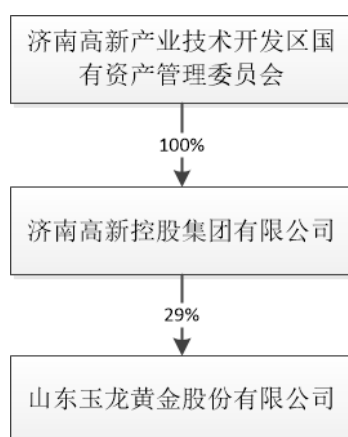 济南高新产业技术开发区国
有资产管理委员会
100%
济南高新控股集团有限公司
29%
山东玉龙黄金股份有限公司